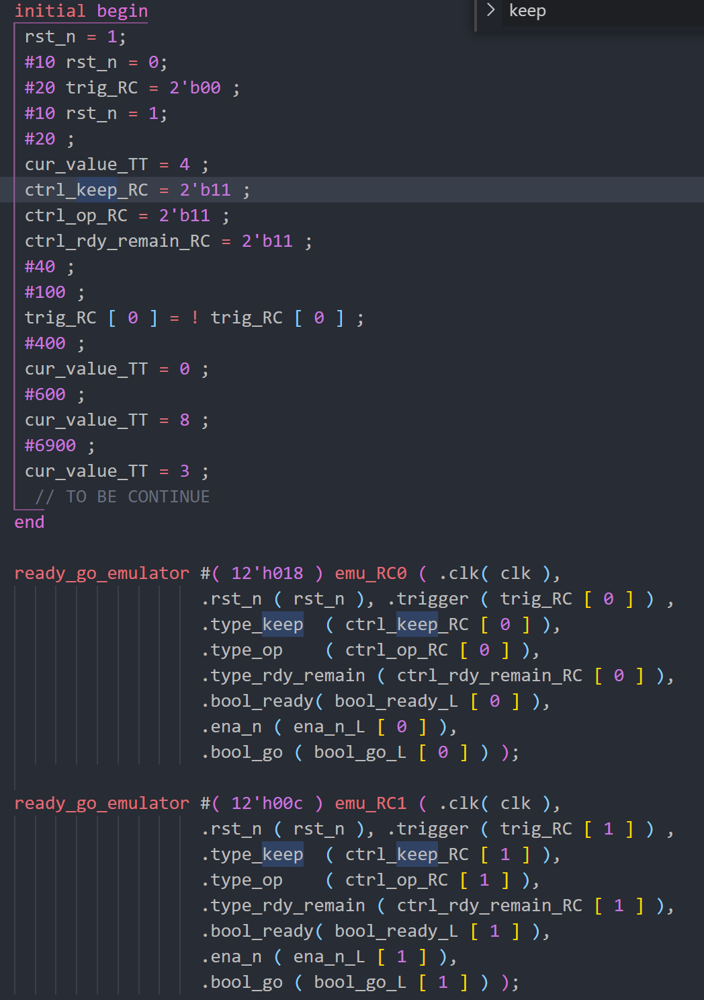 initial begin
keep
rst_n = 1;
#10 rst_n = 0;
#20 trig_RC = 2'b00 ;
#10 rst_n = 1;
#20 ;
cur_value_TT = 4 ;
ctrl_keep_RC = 2'b11 ;
ctrl_op_RC = 2'b11 ;
ctrl_rdy_remain_RC = 2'b11 ;
#40 ;
#100 ;
trig_RC [ 0 ] = ! trig_RC [ 0 ] ;
#400 ;
cur_value_TT = 0 ;
#600 ;
cur_value_TT = 8 ;
#6900 ;
cur_value_TT = 3 ;
// TO BE CONTINUE
end
ready_go_emulator #( 12'h018 ) emu_RC0 ( .clk( clk ),
.rst_n ( rst_n ), .trigger ( trig_RC [ 0 ] ) ,
.type_keep  ( ctrl_keep_RC [ 0 ] ),
.type_op    ( ctrl_op_RC [ 0 ] ),
.type_rdy_remain ( ctrl_rdy_remain_RC [ 0 ] ),
.bool_ready( bool_ready_L [ 0 ] ),
.ena_n ( ena_n_L [ 0 ] ),
.bool_go ( bool_go_L [ 0 ] ) );
ready_go_emulator #( 12'h00c ) emu_RC1 ( .clk( clk ),
.rst_n ( rst_n ), .trigger ( trig_RC [ 1 ] ) ,
.type_keep  ( ctrl_keep_RC [ 1 ] ),
.type_op    ( ctrl_op_RC [ 1 ] ),
.type_rdy_remain ( ctrl_rdy_remain_RC [ 1 ] ),
.bool_ready( bool_ready_L [ 1 ] ),
.ena_n ( ena_n_L [ 1 ] ),
.bool_go ( bool_go_L [ 1 ] ) );